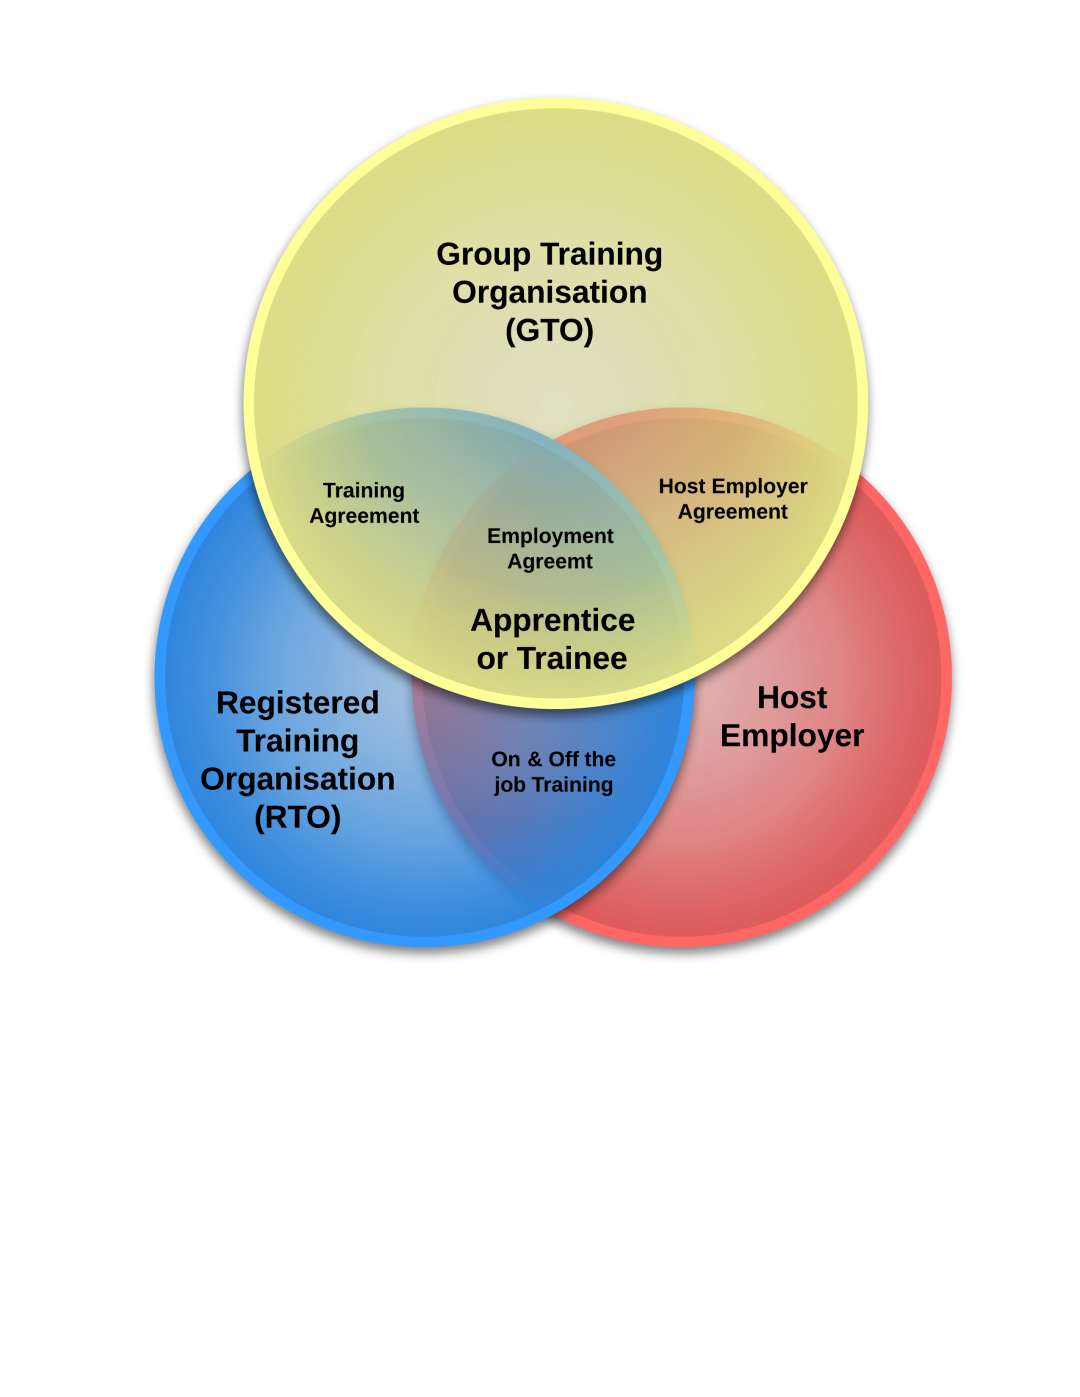 Group Training
Organisation
(GTO)
Training
Agreement
Host Employer
Agreement
Employment
Agreemt
Apprentice
or Trainee
Registered
Training
Organisation
(RTO)
Host
Employer
On & Off the
job Training